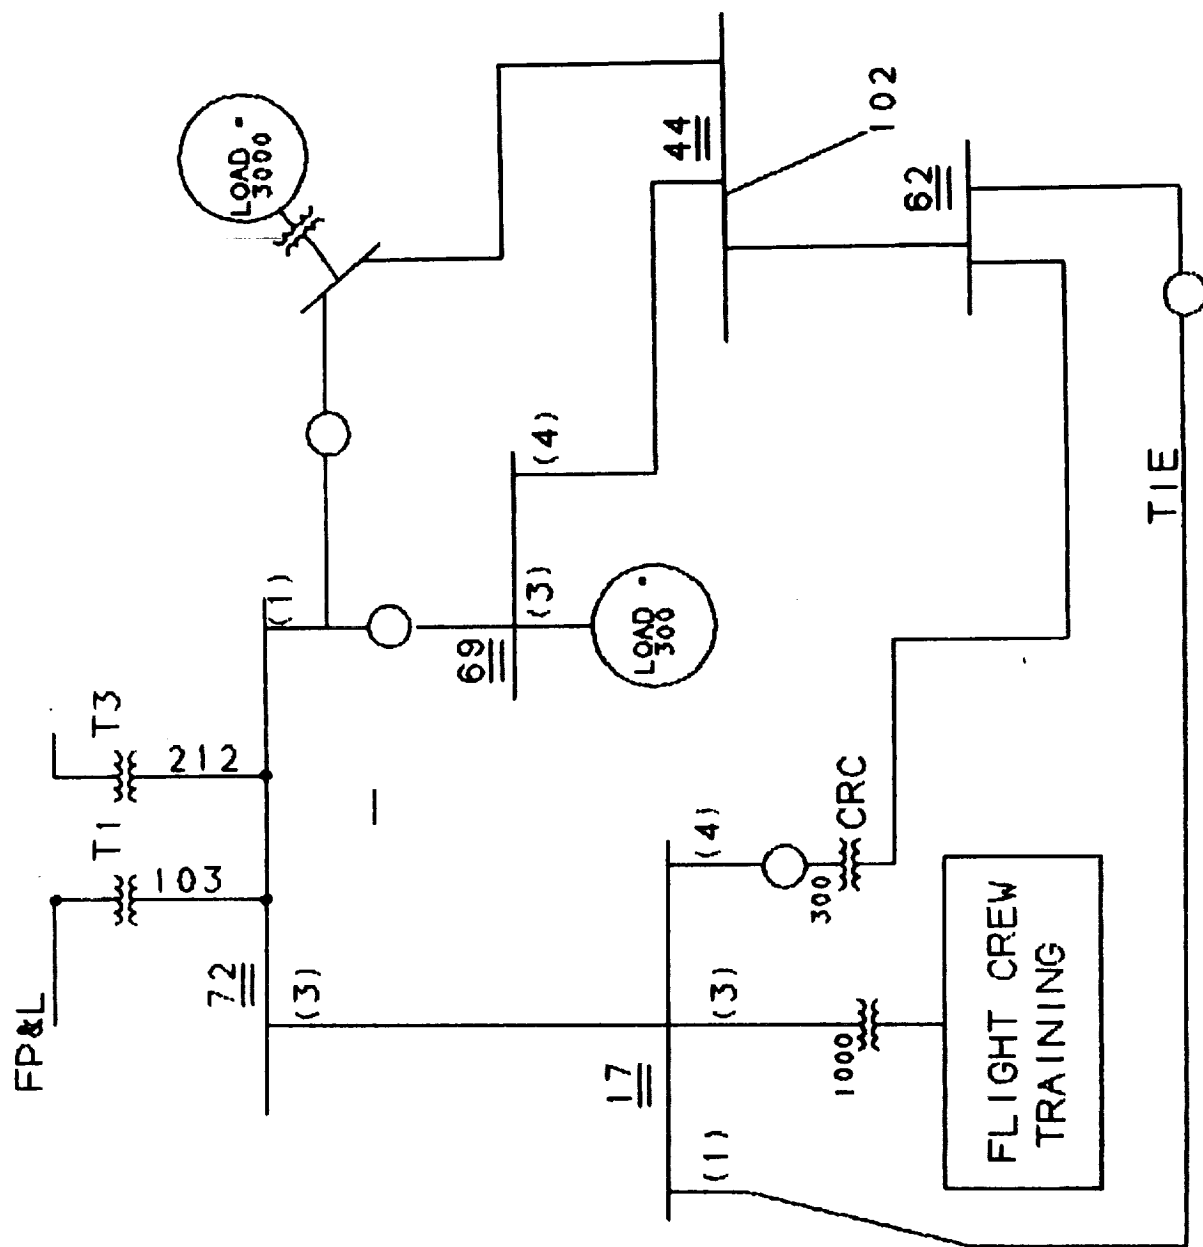 FP&L
T1
T3
103
212
72
(3)
(1)
LOAD =
3000
17
(1)
(3)
(4)
69
(3)
(4)
LOAD =
300
44
102
62
1000
300
CRC
FLIGHT CREW
TRAINING
TIE